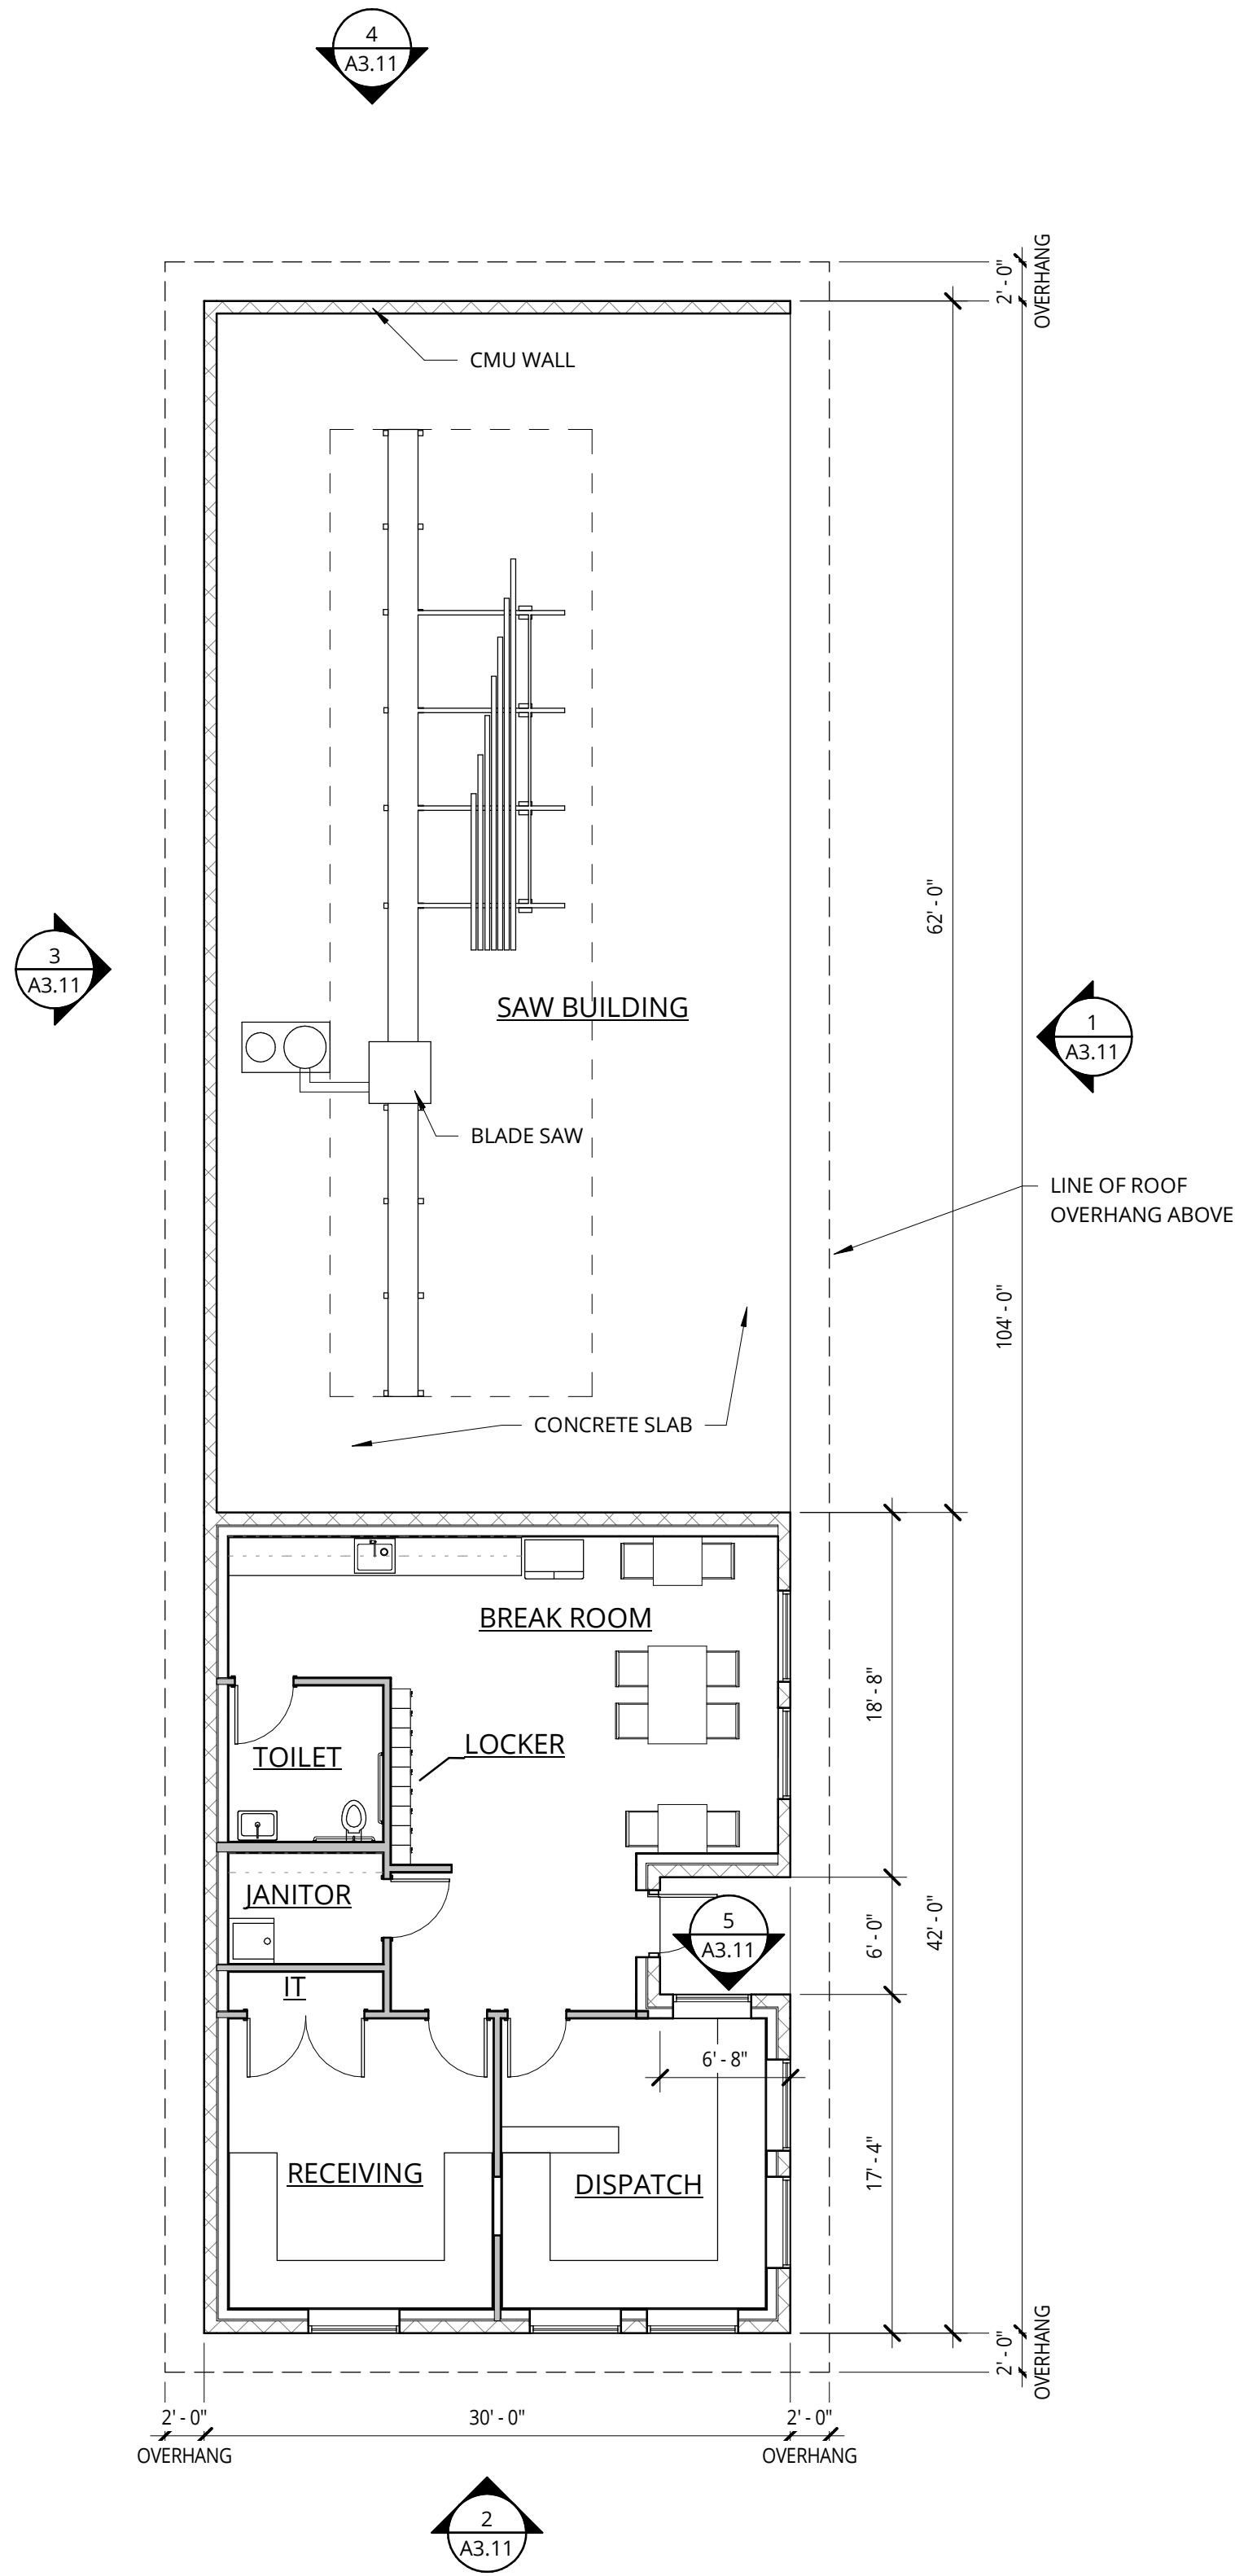 4
A3.11
2' - 0"
OVERHANG
CMU WALL
62' - 0"
3
A3.11
SAW BUILDING
1
A3.11
BLADE SAW
LINE OF ROOF
OVERHANG ABOVE
104' - 0"
CONCRETE SLAB
BREAK ROOM
18' - 8"
LOCKER
TOILET
JANITOR
5
A3.11
6' - 0"
42' - 0"
IT
6' - 8"
17' - 4"
RECEIVING
DISPATCH
2' - 0"
OVERHANG
2' - 0"
OVERHANG
30' - 0"
2' - 0"
OVERHANG
2
A3.11